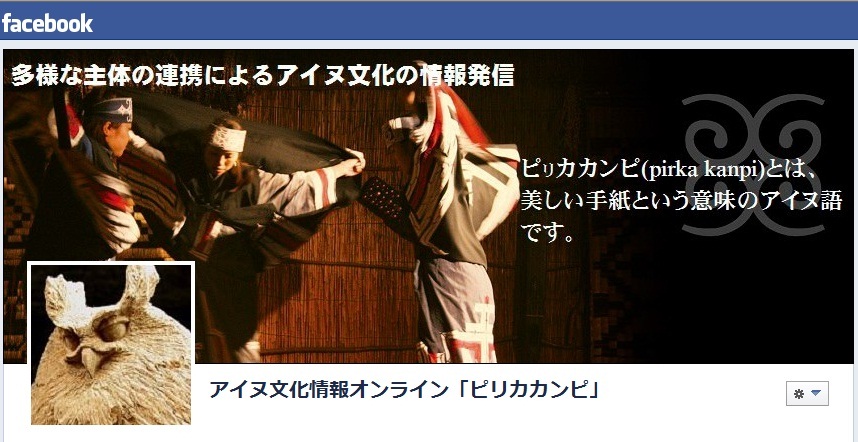 facebook
多様な主体の連携によるアイヌ文化の情報発信
ピㇼカカンピ(pirka kanpi)とは、
美しい手紙という意味のアイヌ語
です。
アイヌ文化情報オンライン「ピリカカンピ」